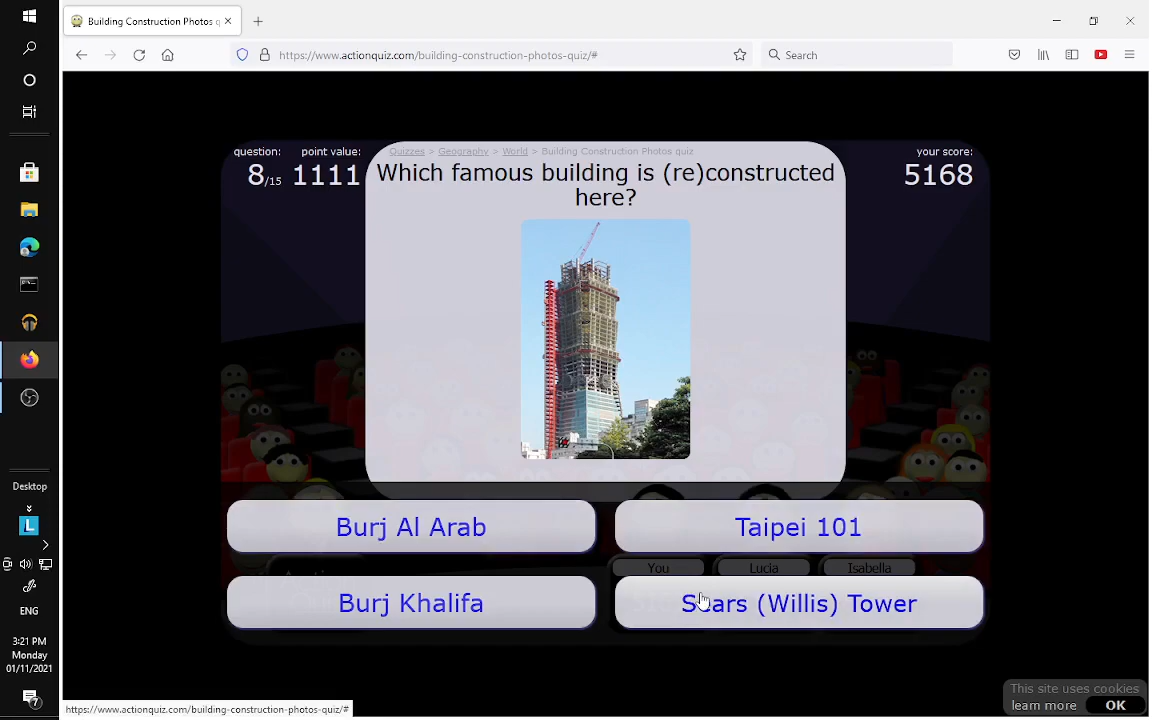 Building Construction Photos q
https://www.actionquiz.com/building-construction-photos-quiz/#
Search
question:
8/15
point value:
1111
Quizzes > Geography > World > Building Construction Photos quiz
your score:
5168
Which famous building is (re)constructed
here?
Burj Al Arab
Taipei 101
You
Lucia
Isabella
Burj Khalifa
Sears (Willis) Tower
Desktop
L
ENG
3:21 PM
Monday
01/11/2021
7
This site uses cookies
learn more
OK
https://www.actionquiz.com/building-construction-photos-quiz/#